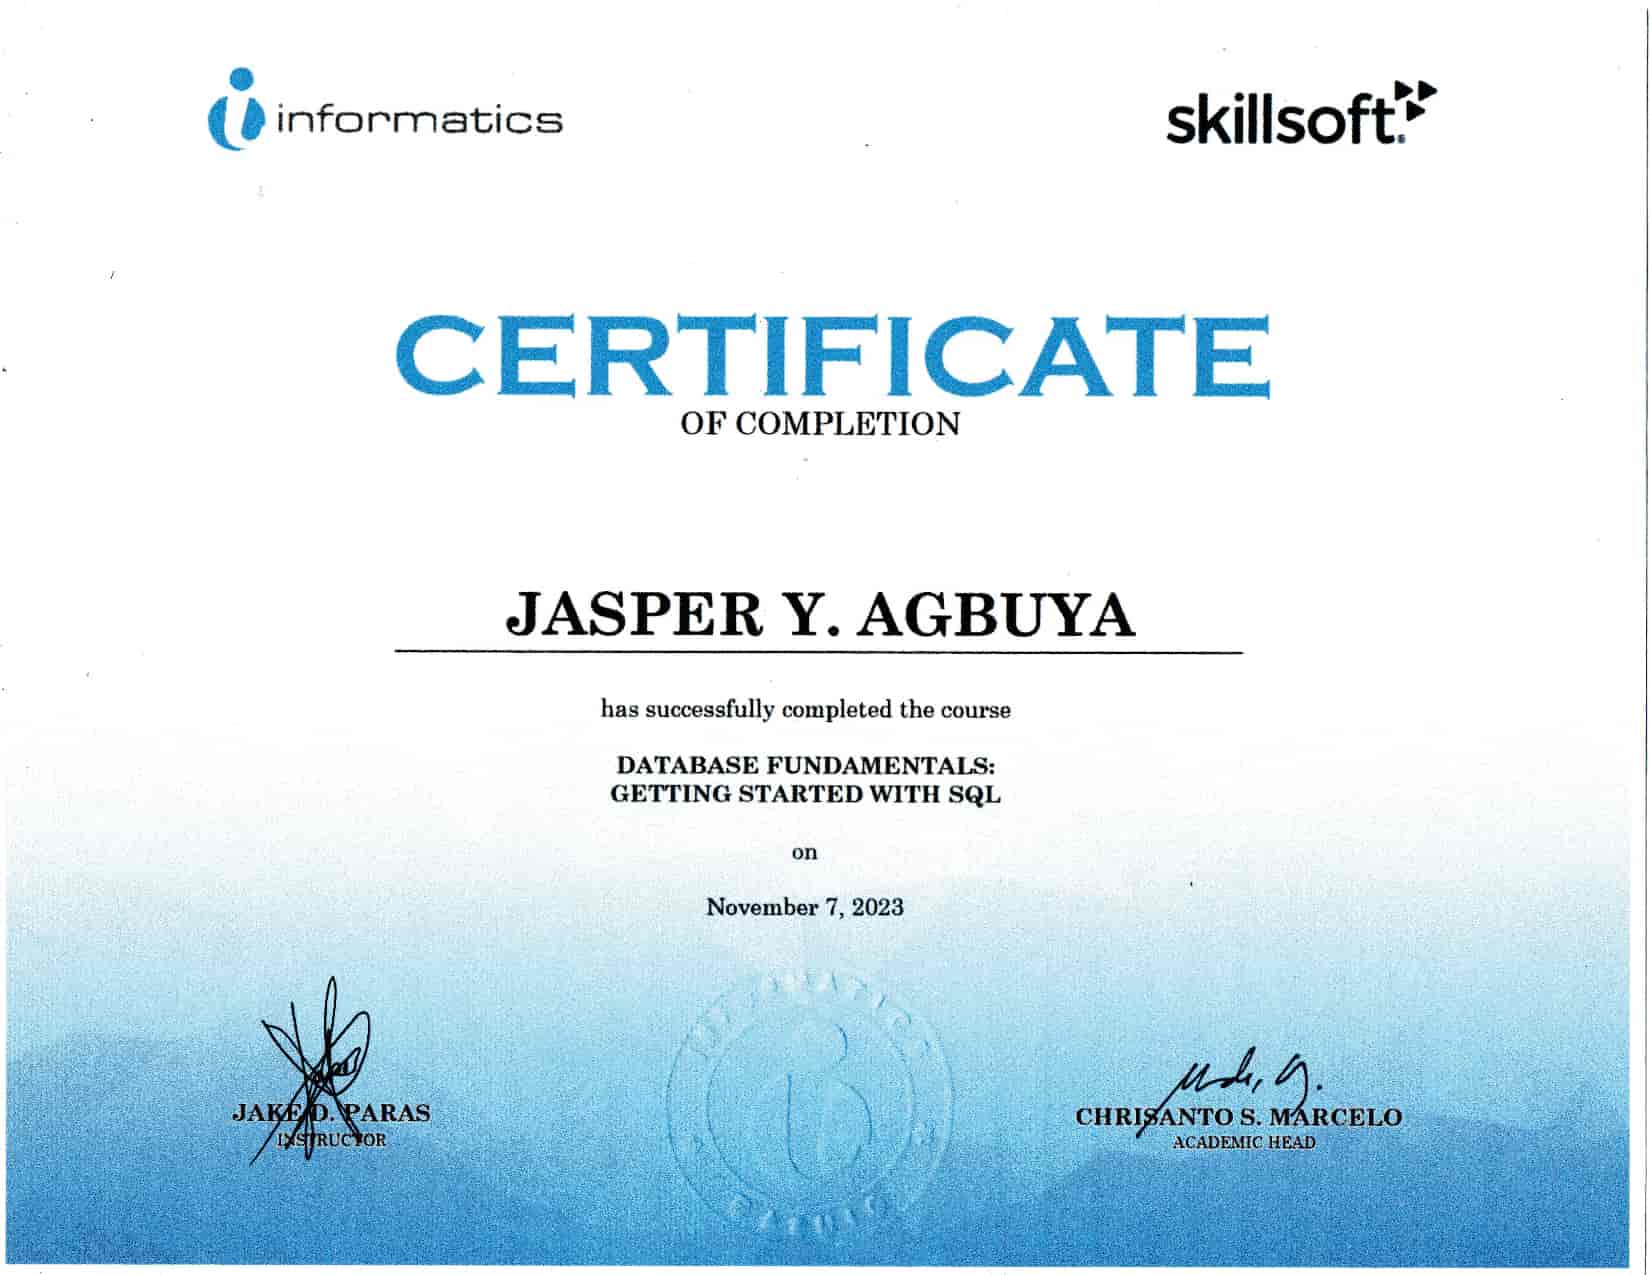 informatics
skillsoft
CERTIFICATE
OF COMPLETION
JASPER Y. AGBUYA
has successfully completed the course
DATABASE FUNDAMENTALS:
GETTING STARTED WITH SQL
on
November 7, 2023
JAKE D. PARAS
INSTRUCTOR
CHRISANTO S. MARCELO
ACADEMIC HEAD